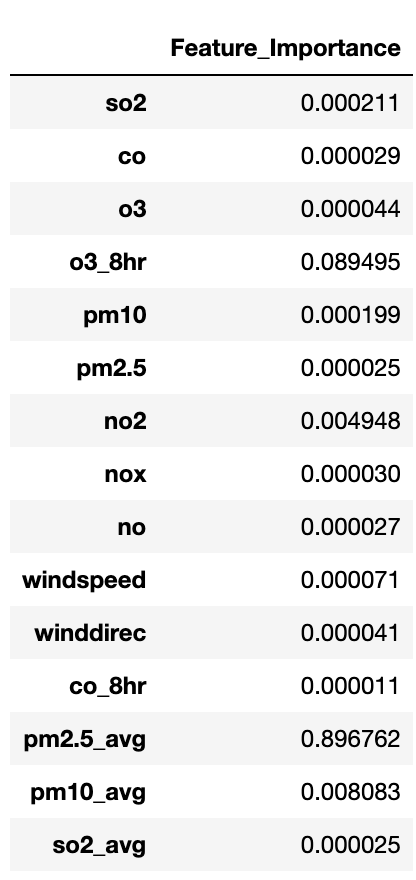 Feature_Importance
so2 0.000211
co 0.000029
o3 0.000044
o3_8hr 0.089495
pm10 0.000199
pm2.5 0.000025
no2 0.004948
nox 0.000030
no 0.000027
windspeed 0.000071
winddirec 0.000041
co_8hr 0.000011
pm2.5_avg 0.896762
pm10_avg 0.008083
so2_avg 0.000025